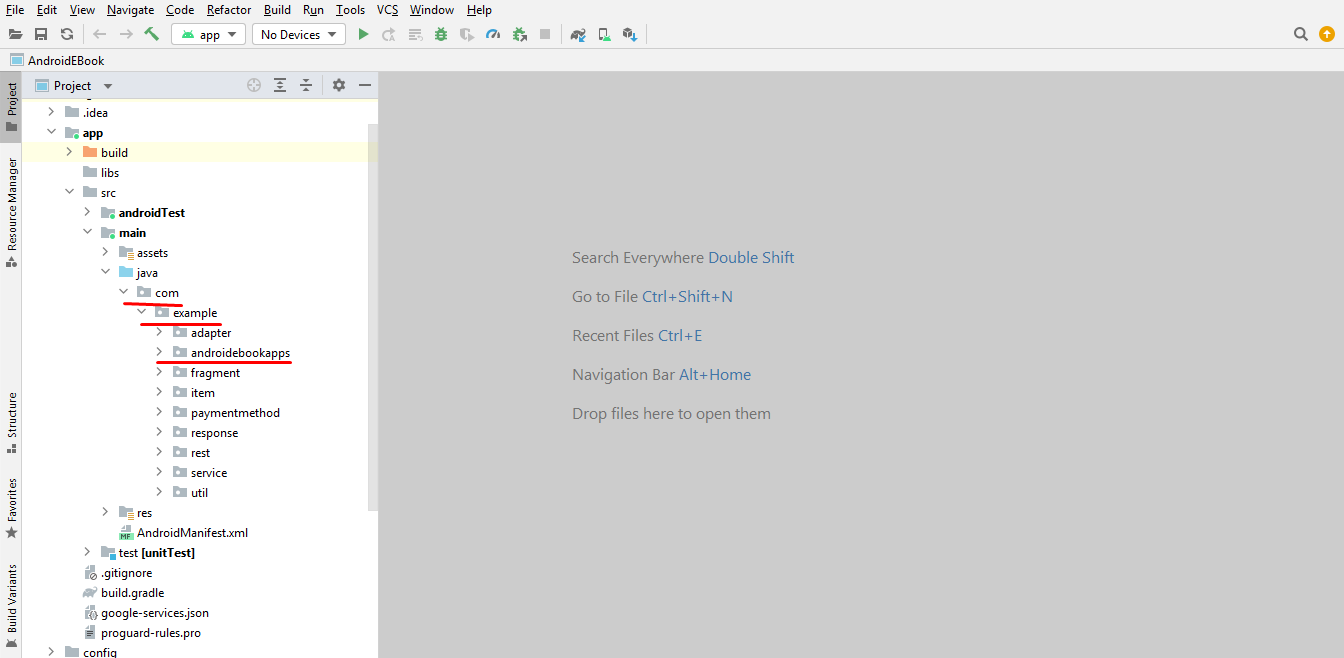 File Edit View Navigate Code Refactor Build Run Tools VCS Window Help
app No Devices
AndroidEBook
Project
.idea
app
build
libs
src
androidTest
main
assets
java
com
example
adapter
androidebookapps
fragment
item
paymentmethod
response
rest
service
util
res
MF AndroidManifest.xml
test [unitTest]
.gitignore
build.gradle
google-services.json
proguard-rules.pro
config
Project
Resource Manager
Structure
Favorites
Build Variants
Search Everywhere Double Shift
Go to File Ctrl+Shift+N
Recent Files Ctrl+E
Navigation Bar Alt+Home
Drop files here to open them